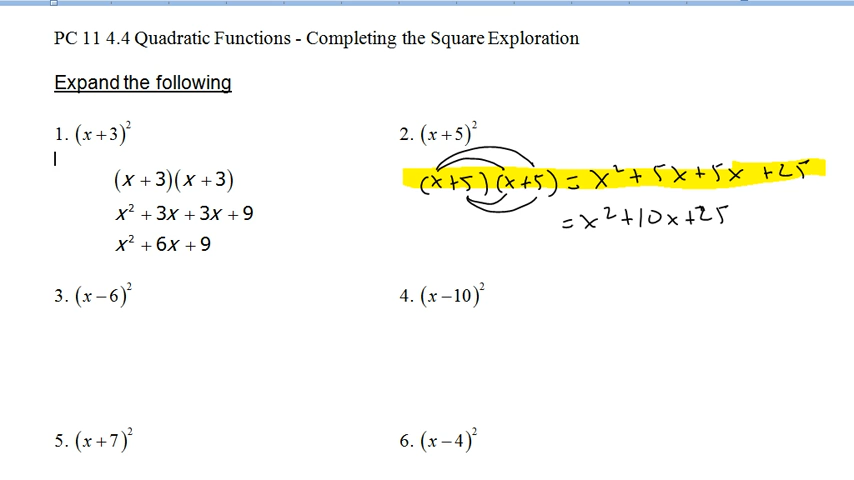 PC 11 4.4 Quadratic Functions - Completing the Square Exploration
Expand the following
1. (x+3)²
2. (x+5)²
(x+3)(x+3)
x²+3x+3x+9
x²+6x+9
(x+5)(x+5)=x²+5x+5x+25
=x²+10x+25
3. (x−6)²
4. (x−10)²
5. (x+7)²
6. (x−4)²